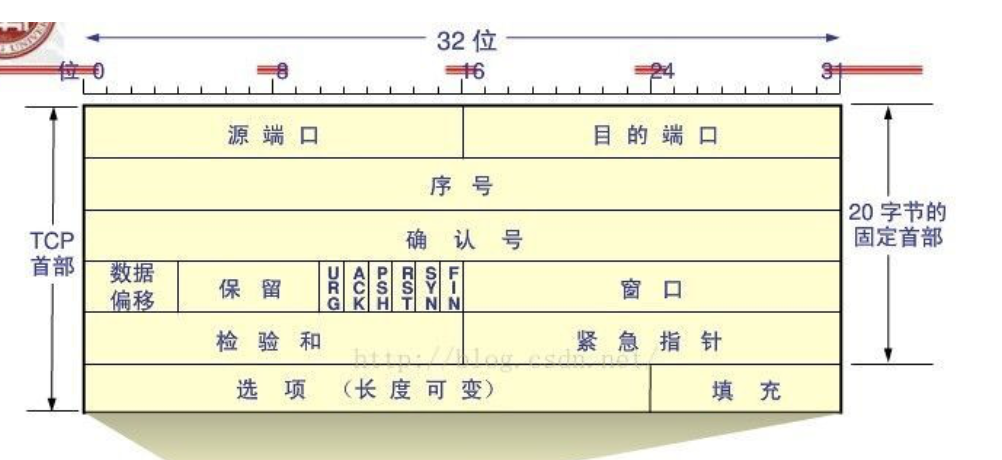 32 位
位 0 8 16 24 31
源 端 口 目 的 端 口
序 号
确 认 号
TCP
首部
20 字节的
固定首部
数据
偏移
保 留
URG
ACK
PSH
RST
SYN
FIN
窗 口
检 验 和
紧 急 指 针
http://blog.csdn.net/
选 项 （长 度 可 变）
填 充